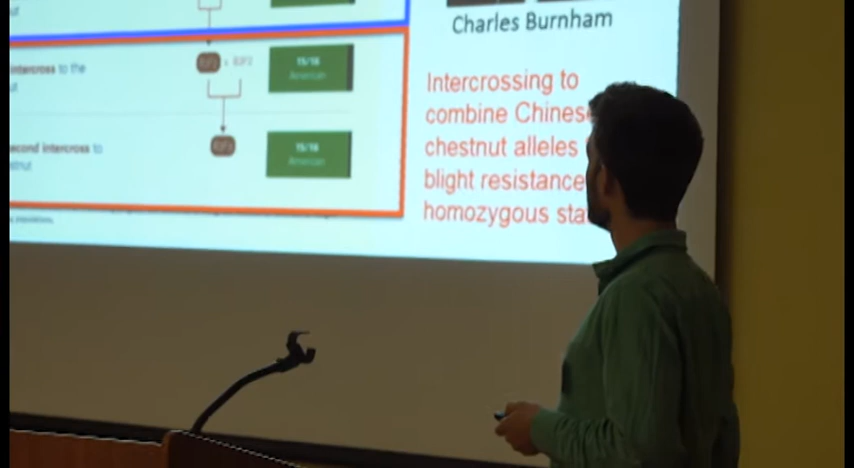 Charles Burnham
intercross to the
15/16
American
second intercross to
15/16
American
Intercrossing to
combine Chinese
chestnut alleles
blight resistance
homozygous sta